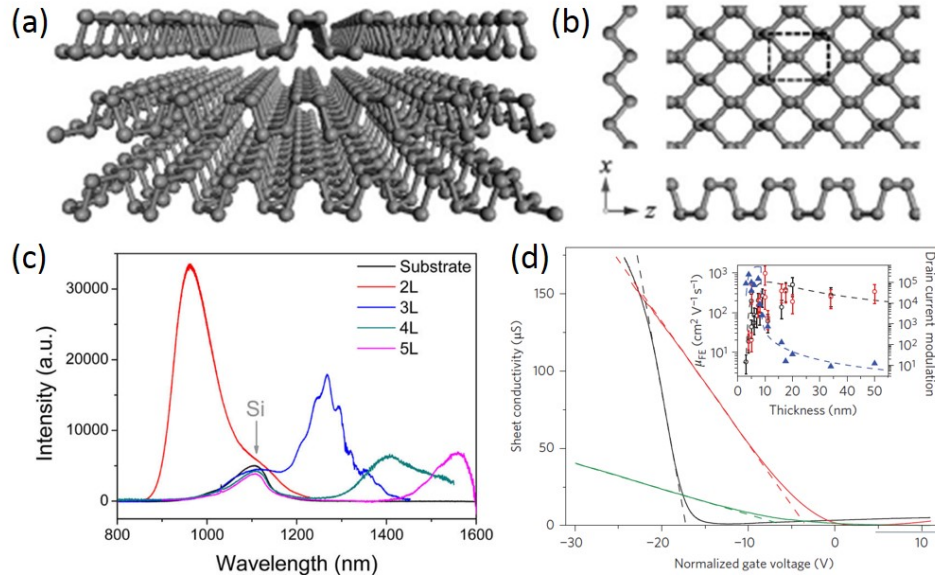 (a)
(b)
x
z
(c)
Intensity (a.u.)
30000
20000
10000
0
Substrate
2L
3L
4L
5L
Si
800 1000 1200 1400 1600
Wavelength (nm)
(d)
Sheet conductivity (µS)
150
100
50
0
−30 −20 −10 0 10
Normalized gate voltage (V)
μFE (cm² V⁻¹ s⁻¹)
10³
10²
10¹
Drain current modulation
10⁵
10⁴
10³
10²
10¹
0 10 20 30 40 50
Thickness (nm)